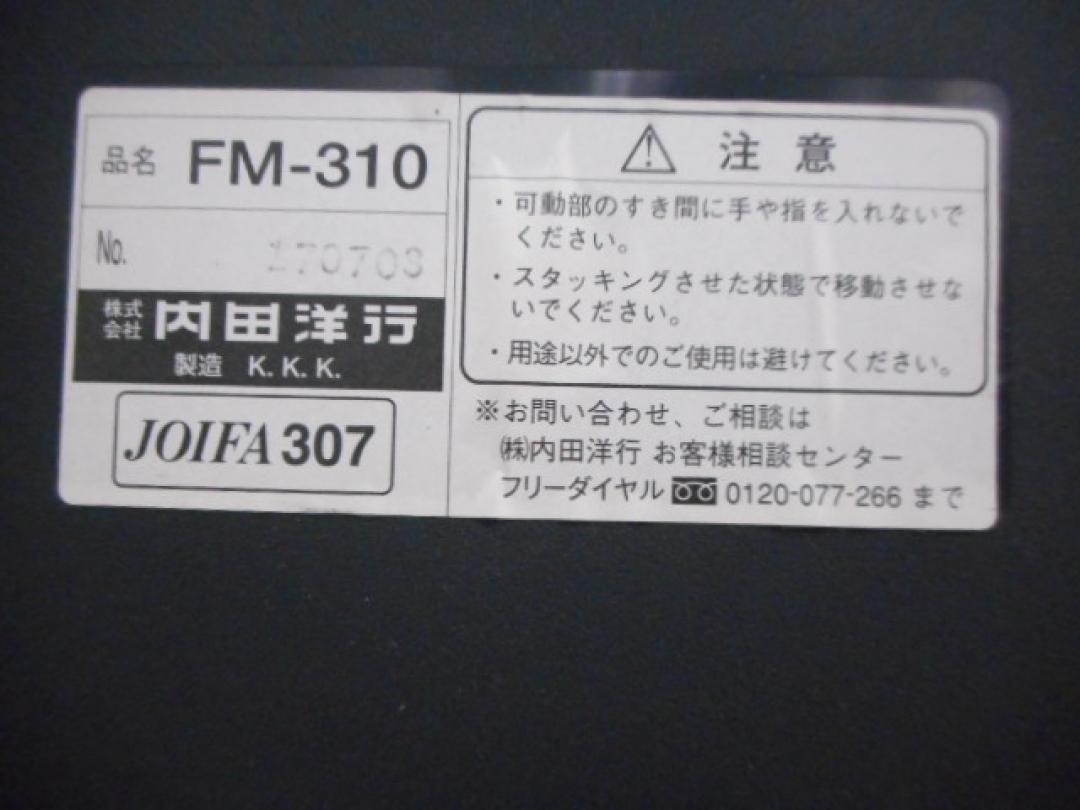 品名 FM-310
No. 170703
株式会社 内田洋行
製造 K.K.K.
JOIFA 307
注意
・可動部のすき間に手や指を入れないで
ください。
・スタッキングさせた状態で移動させな
いでください。
・用途以外でのご使用は避けてください。
※お問い合わせ、ご相談は
㈱内田洋行 お客様相談センター
フリーダイヤル 0120-077-266 まで